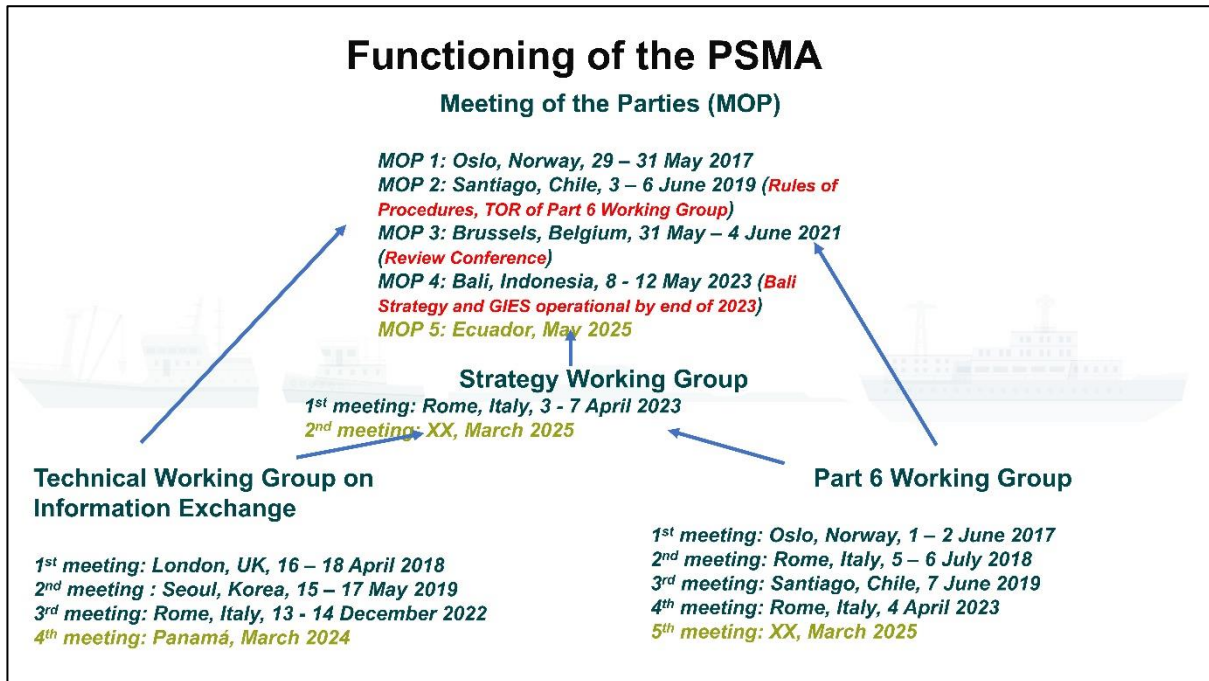 Functioning of the PSMA
Meeting of the Parties (MOP)
MOP 1: Oslo, Norway, 29 – 31 May 2017
MOP 2: Santiago, Chile, 3 – 6 June 2019 (Rules of
Procedures, TOR of Part 6 Working Group)
MOP 3: Brussels, Belgium, 31 May – 4 June 2021
(Review Conference)
MOP 4: Bali, Indonesia, 8 - 12 May 2023 (Bali
Strategy and GIES operational by end of 2023)
MOP 5: Ecuador, May 2025
Strategy Working Group
1st meeting: Rome, Italy, 3 - 7 April 2023
2nd meeting: XX, March 2025
Technical Working Group on
Information Exchange
1st meeting: London, UK, 16 – 18 April 2018
2nd meeting : Seoul, Korea, 15 – 17 May 2019
3rd meeting: Rome, Italy, 13 - 14 December 2022
4th meeting: Panamá, March 2024
Part 6 Working Group
1st meeting: Oslo, Norway, 1 – 2 June 2017
2nd meeting: Rome, Italy, 5 – 6 July 2018
3rd meeting: Santiago, Chile, 7 June 2019
4th meeting: Rome, Italy, 4 April 2023
5th meeting: XX, March 2025